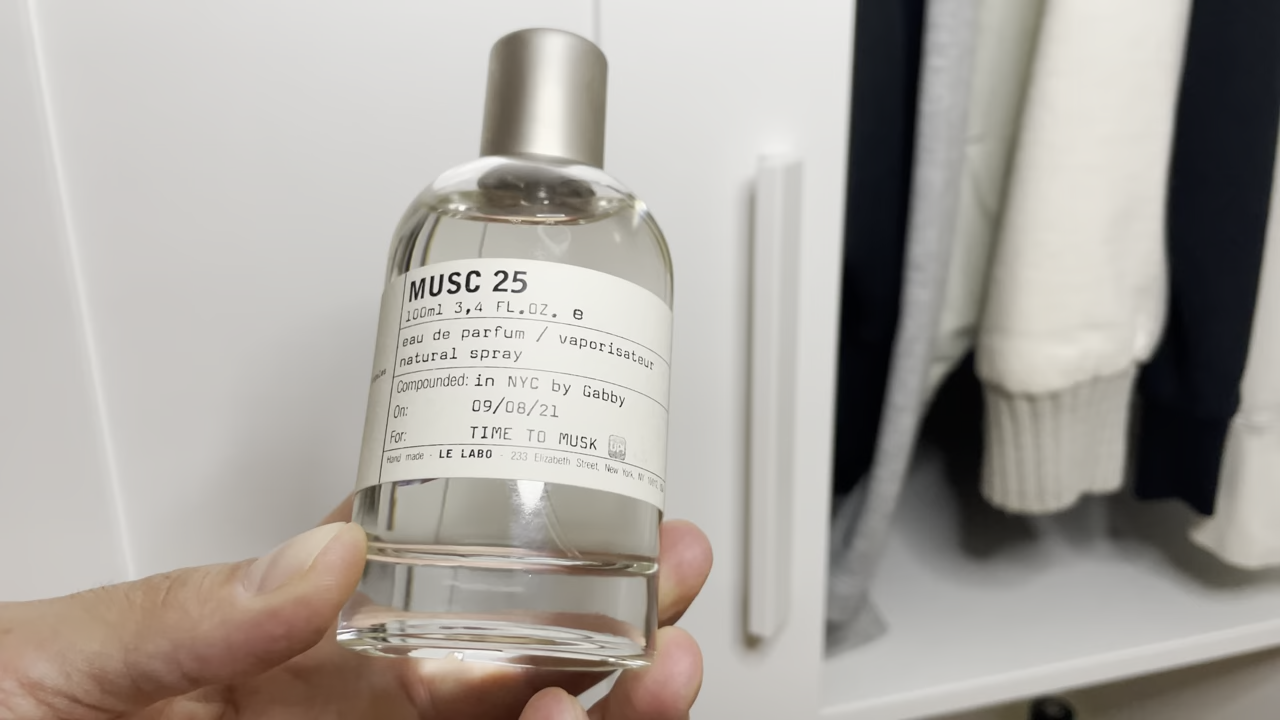 MUSC 25
100ml 3,4 FL.OZ. e
eau de parfum / vaporisateur
natural spray
Compounded: in NYC by Gabby
On: 09/08/21
For: TIME TO MUSK
Hand made - LE LABO - 233 Elizabeth Street, New York, NY